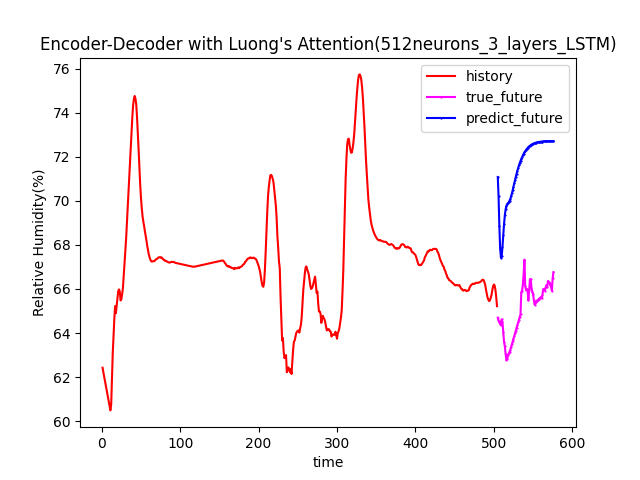 Encoder-Decoder with Luong's Attention(512neurons_3_layers_LSTM)
history
true_future
predict_future
76
74
72
70
68
66
64
62
60
Relative Humidity(%)
0 100 200 300 400 500 600
time